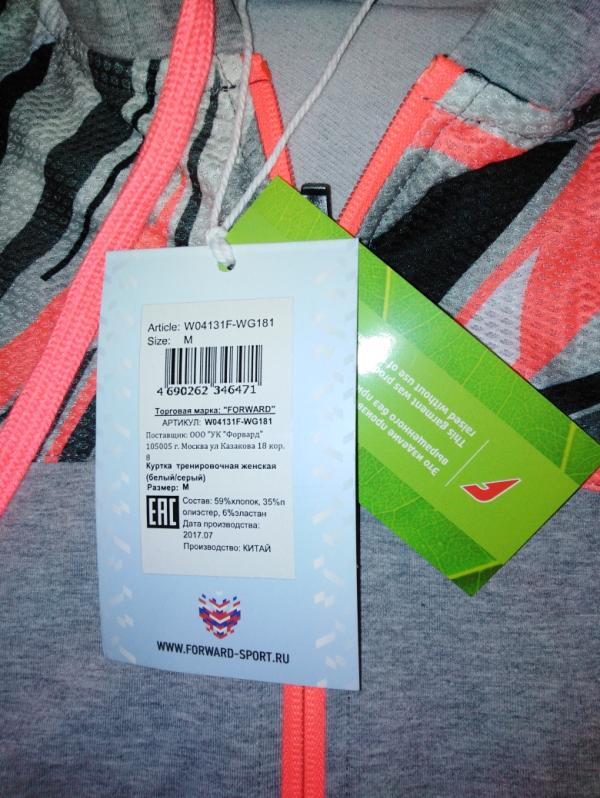 Article: W04131F-WG181
Size: M
4 690262 346471
Торговая марка: "FORWARD"
АРТИКУЛ: W04131F-WG181
Поставщик: ООО "УК "Форвард"
105005 г. Москва ул Казакова 18 кор.
8
Куртка тренировочная женская
(белый/серый)
Размер: M
EAC
Состав: 59%хлопок, 35%п
олиэстер, 6%эластан
Дата производства:
2017.07
Производство: КИТАЙ
WWW.FORWARD-SPORT.RU
Это изделие
выращенного без
This garment was
raised without use of